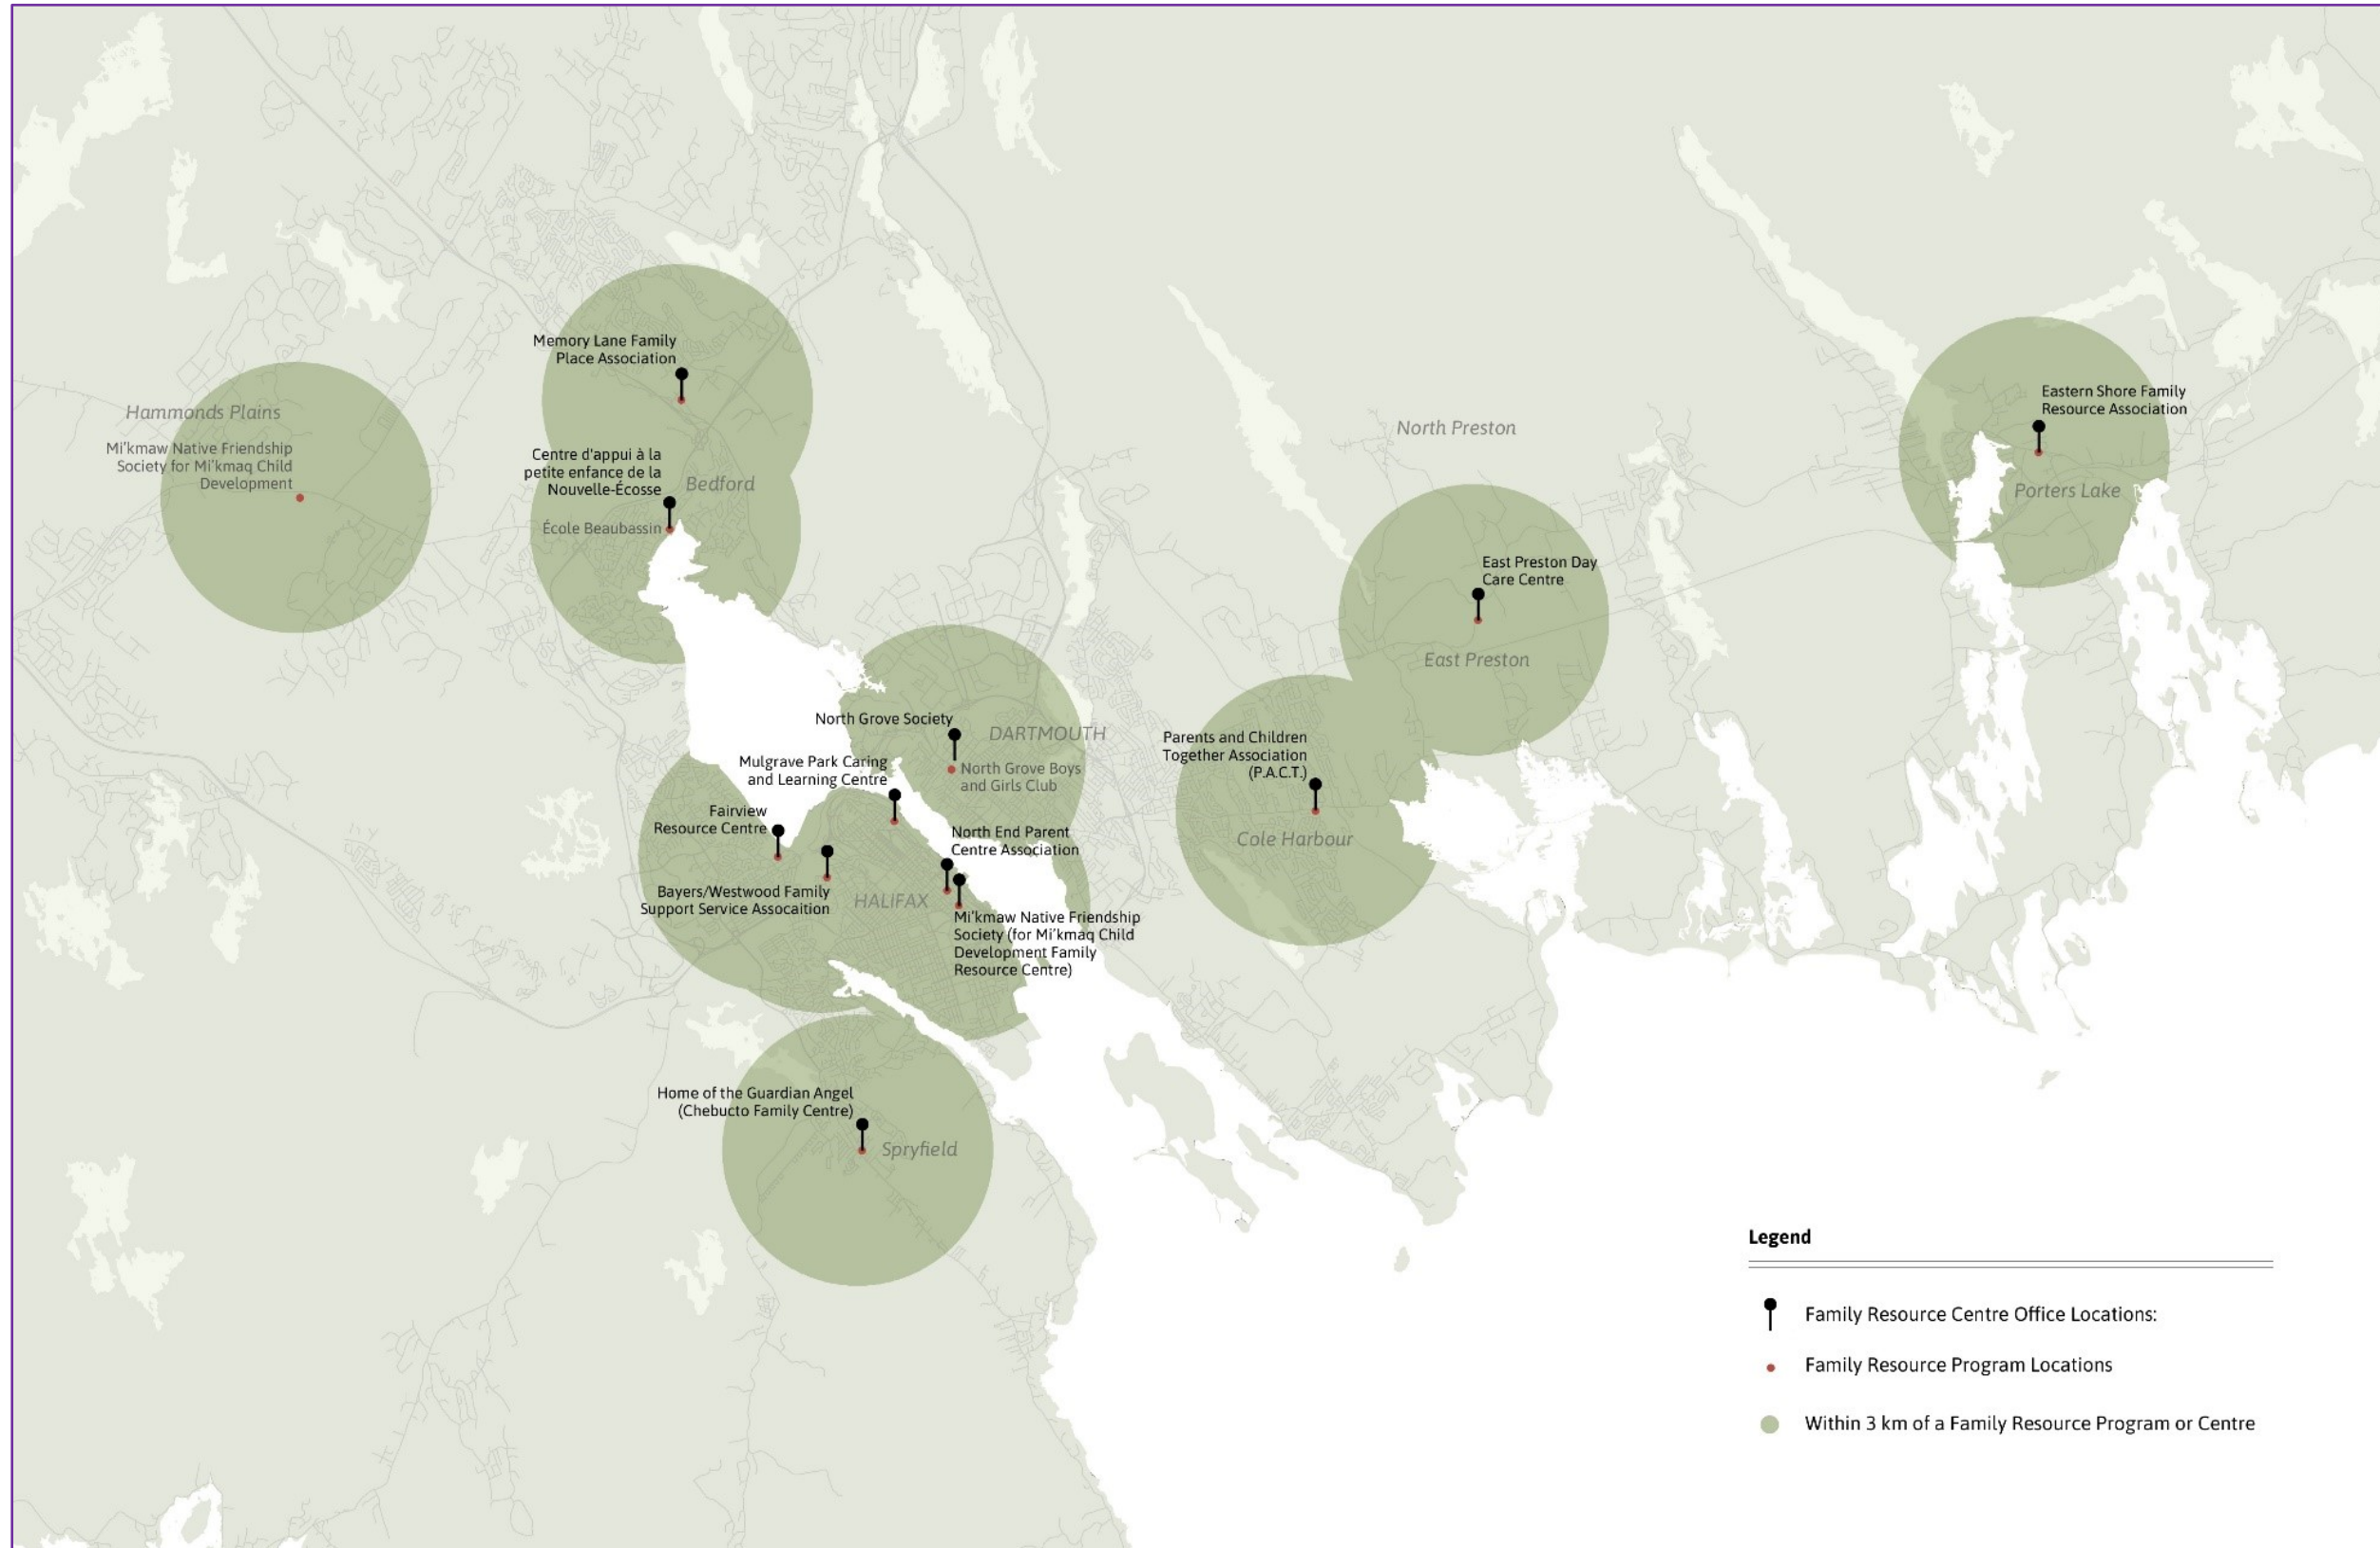 Memory Lane Family
Place Association
Hammonds Plains
Mi'kmaw Native Friendship
Society for Mi'kmaq Child
Development
Centre d'appui à la
petite enfance de la
Nouvelle-Écosse
Bedford
École Beaubassin
North Preston
Eastern Shore Family
Resource Association
Porters Lake
East Preston Day
Care Centre
East Preston
North Grove Society
DARTMOUTH
North Grove Boys
and Girls Club
Mulgrave Park Caring
and Learning Centre
Parents and Children
Together Association
(P.A.C.T.)
Cole Harbour
Fairview
Resource Centre
North End Parent
Centre Association
Bayers/Westwood Family
Support Service Assocaition
HALIFAX
Mi'kmaw Native Friendship
Society (for Mi'kmaq Child
Development Family
Resource Centre)
Home of the Guardian Angel
(Chebucto Family Centre)
Spryfield
Legend
Family Resource Centre Office Locations:
Family Resource Program Locations
Within 3 km of a Family Resource Program or Centre